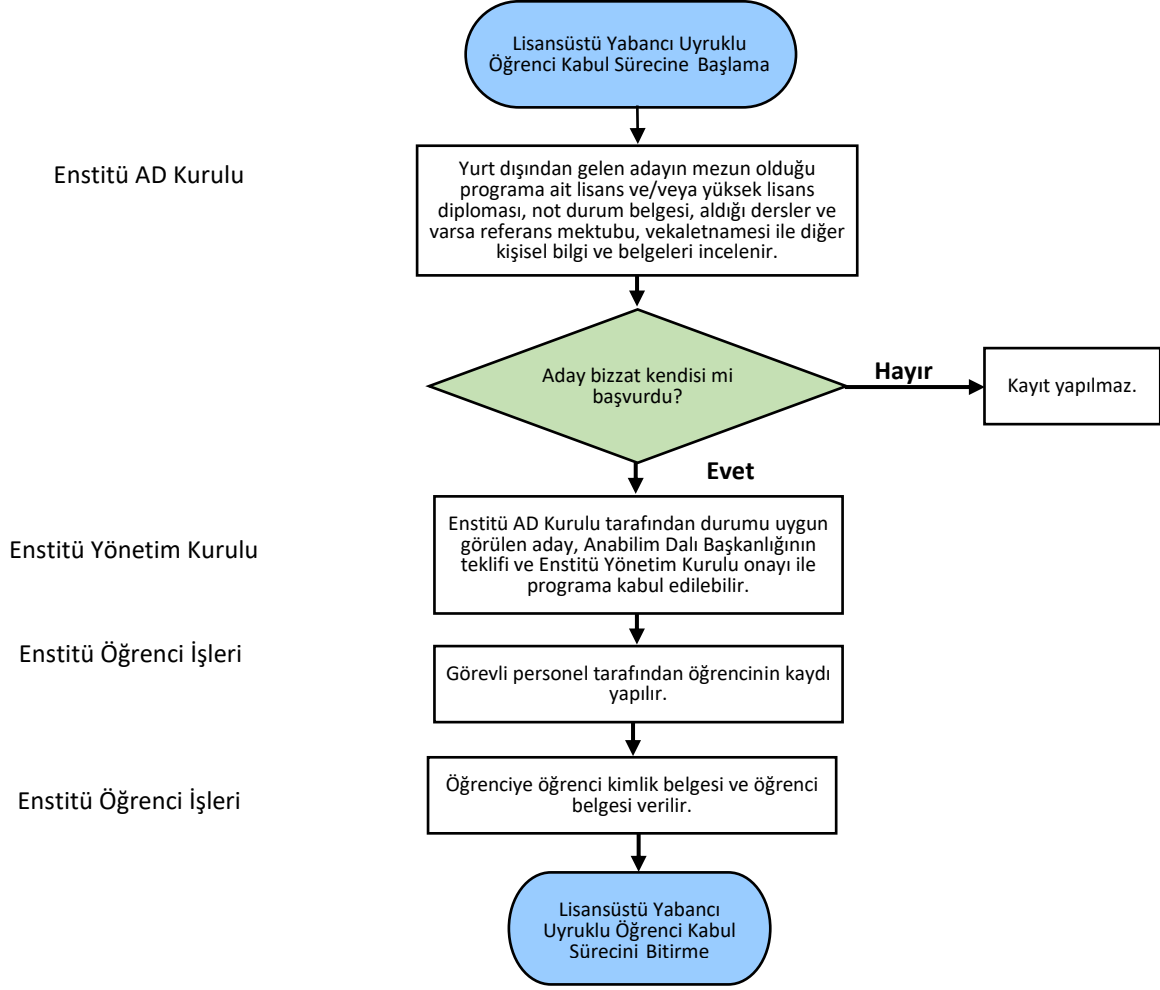 Lisansüstü Yabancı Uyruklu
Öğrenci Kabul Sürecine Başlama
Enstitü AD Kurulu
Yurt dışından gelen adayın mezun olduğu
programa ait lisans ve/veya yüksek lisans
diploması, not durum belgesi, aldığı dersler ve
varsa referans mektubu, vekaletnamesi ile diğer
kişisel bilgi ve belgeleri incelenir.
Aday bizzat kendisi mi
başvurdu?
Hayır
Kayıt yapılmaz.
Evet
Enstitü Yönetim Kurulu
Enstitü AD Kurulu tarafından durumu uygun
görülen aday, Anabilim Dalı Başkanlığının
teklifi ve Enstitü Yönetim Kurulu onayı ile
programa kabul edilebilir.
Enstitü Öğrenci İşleri
Görevli personel tarafından öğrencinin kaydı
yapılır.
Enstitü Öğrenci İşleri
Öğrenciye öğrenci kimlik belgesi ve öğrenci
belgesi verilir.
Lisansüstü Yabancı
Uyruklu Öğrenci Kabul
Sürecini Bitirme